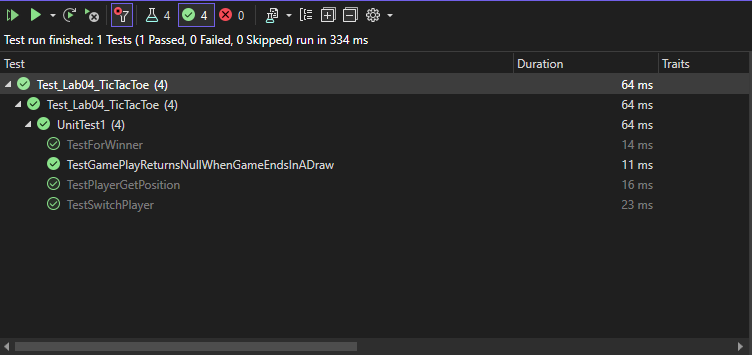 4 4 0
Test run finished: 1 Tests (1 Passed, 0 Failed, 0 Skipped) run in 334 ms
Test Duration Traits
Test_Lab04_TicTacToe (4) 64 ms
Test_Lab04_TicTacToe (4) 64 ms
UnitTest1 (4) 64 ms
TestForWinner 14 ms
TestGamePlayReturnsNullWhenGameEndsInADraw 11 ms
TestPlayerGetPosition 16 ms
TestSwitchPlayer 23 ms